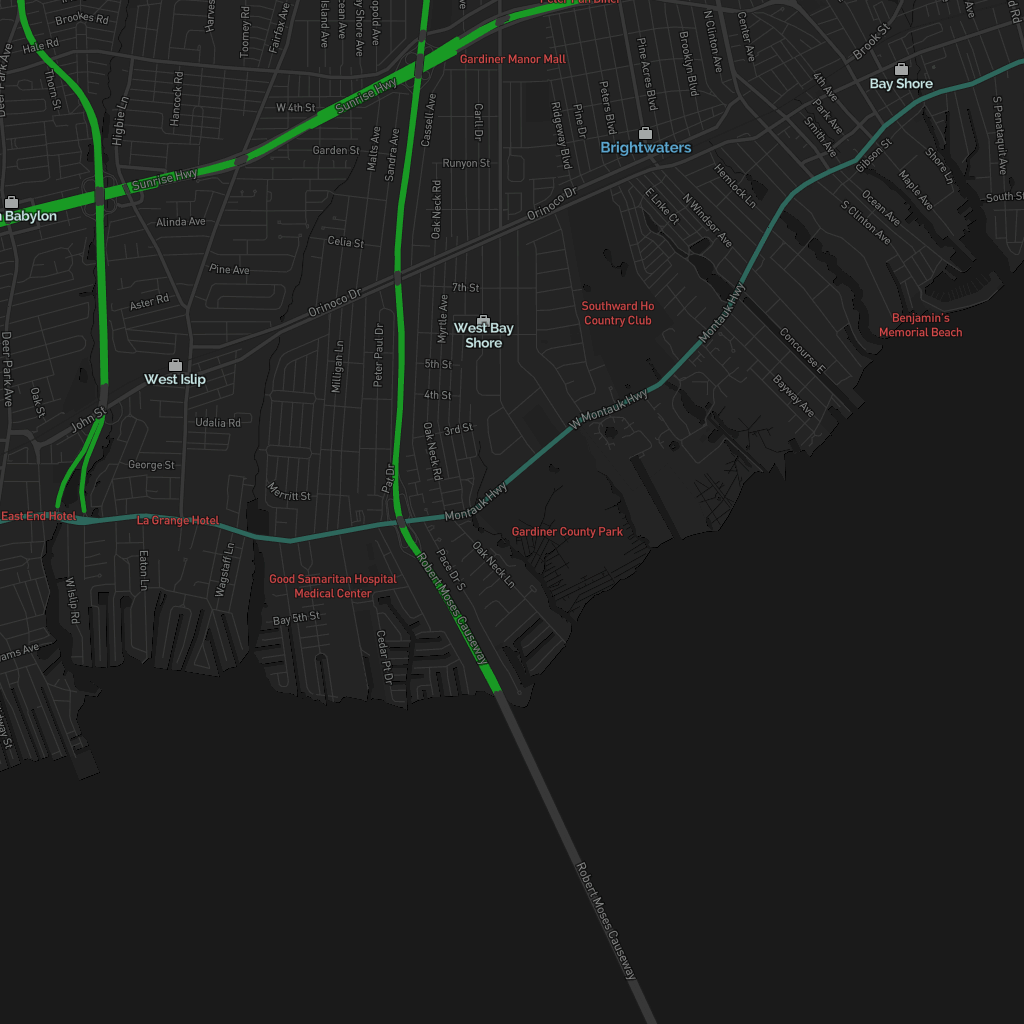 Peter Pan Diner
Brookes Rd
Hale Rd
Thorn St
Higbie Ln
Hancock Rd
Toomey Rd
Fairfax Ave
Gardiner Manor Mall
N Clinton Ave
Center Ave
Brook St
Bay Shore
4th Ave
Park Ave
Smith Ave
Gibson St
S Penataquit Ave
South St
Shore Ln
Maple Ave
Ocean Ave
S Clinton Ave
Pine Acres Blvd
Brooklyn Blvd
Peters Blvd
Pine Dr
Ridgeway Blvd
Brightwaters
Sunrise Hwy
W 4th St
Garden St
Malts Ave
Sandra Ave
Cassell Ave
Carll Dr
Runyon St
Oak Neck Rd
Sunrise Hwy
Babylon
Alinda Ave
Celia St
Orinoco Dr
Hemlock Ln
N Windsor Ave
Pine Ave
Aster Rd
Orinoco Dr
7th St
Myrtle Ave
West Bay
Shore
Southward Ho
Country Club
Montauk Hwy
Benjamin's
Memorial Beach
Concourse E
Bayway Ave
Deer Park Ave
Oak St
West Islip
Milligan Ln
Peter Paul Dr
5th St
4th St
3rd St
Oak Neck Rd
W Montauk Hwy
John St
Udalia Rd
George St
Merritt St
Pat Dr
Montauk Hwy
East End Hotel
La Grange Hotel
Gardiner County Park
Eaton Ln
Wagstaff Ln
W Islip Rd
Good Samaritan Hospital
Medical Center
Bay 5th St
Cedar Pt Dr
Pace Dr S
Oak Neck Ln
Robert Moses Causeway
Robert Moses Causeway